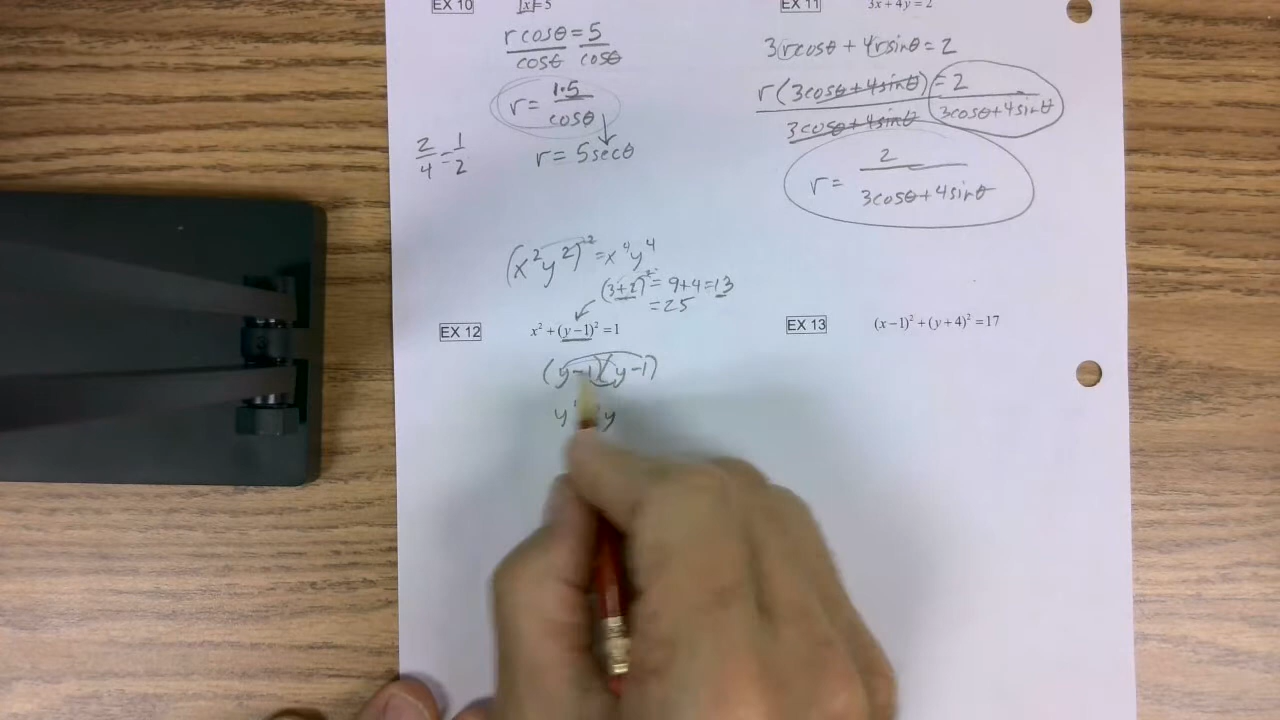 EX 10 |x| = 5
r cosθ = 5
cosθ cosθ
r = 1·5
cosθ
r = 5secθ
2/4 = 1/2
EX 11 3x + 4y = 2
3rcosθ + 4rsinθ = 2
r(3cosθ + 4sinθ) = 2
3cosθ + 4sinθ 3cosθ + 4sinθ
r = 2
3cosθ + 4sinθ
(x²y²)² = x⁴y⁴
(3+2)² = 9+4 = 13
= 25
EX 12 x² + (y − 1)² = 1
(y−1)(y−1)
y y
EX 13 (x − 1)² + (y + 4)² = 17